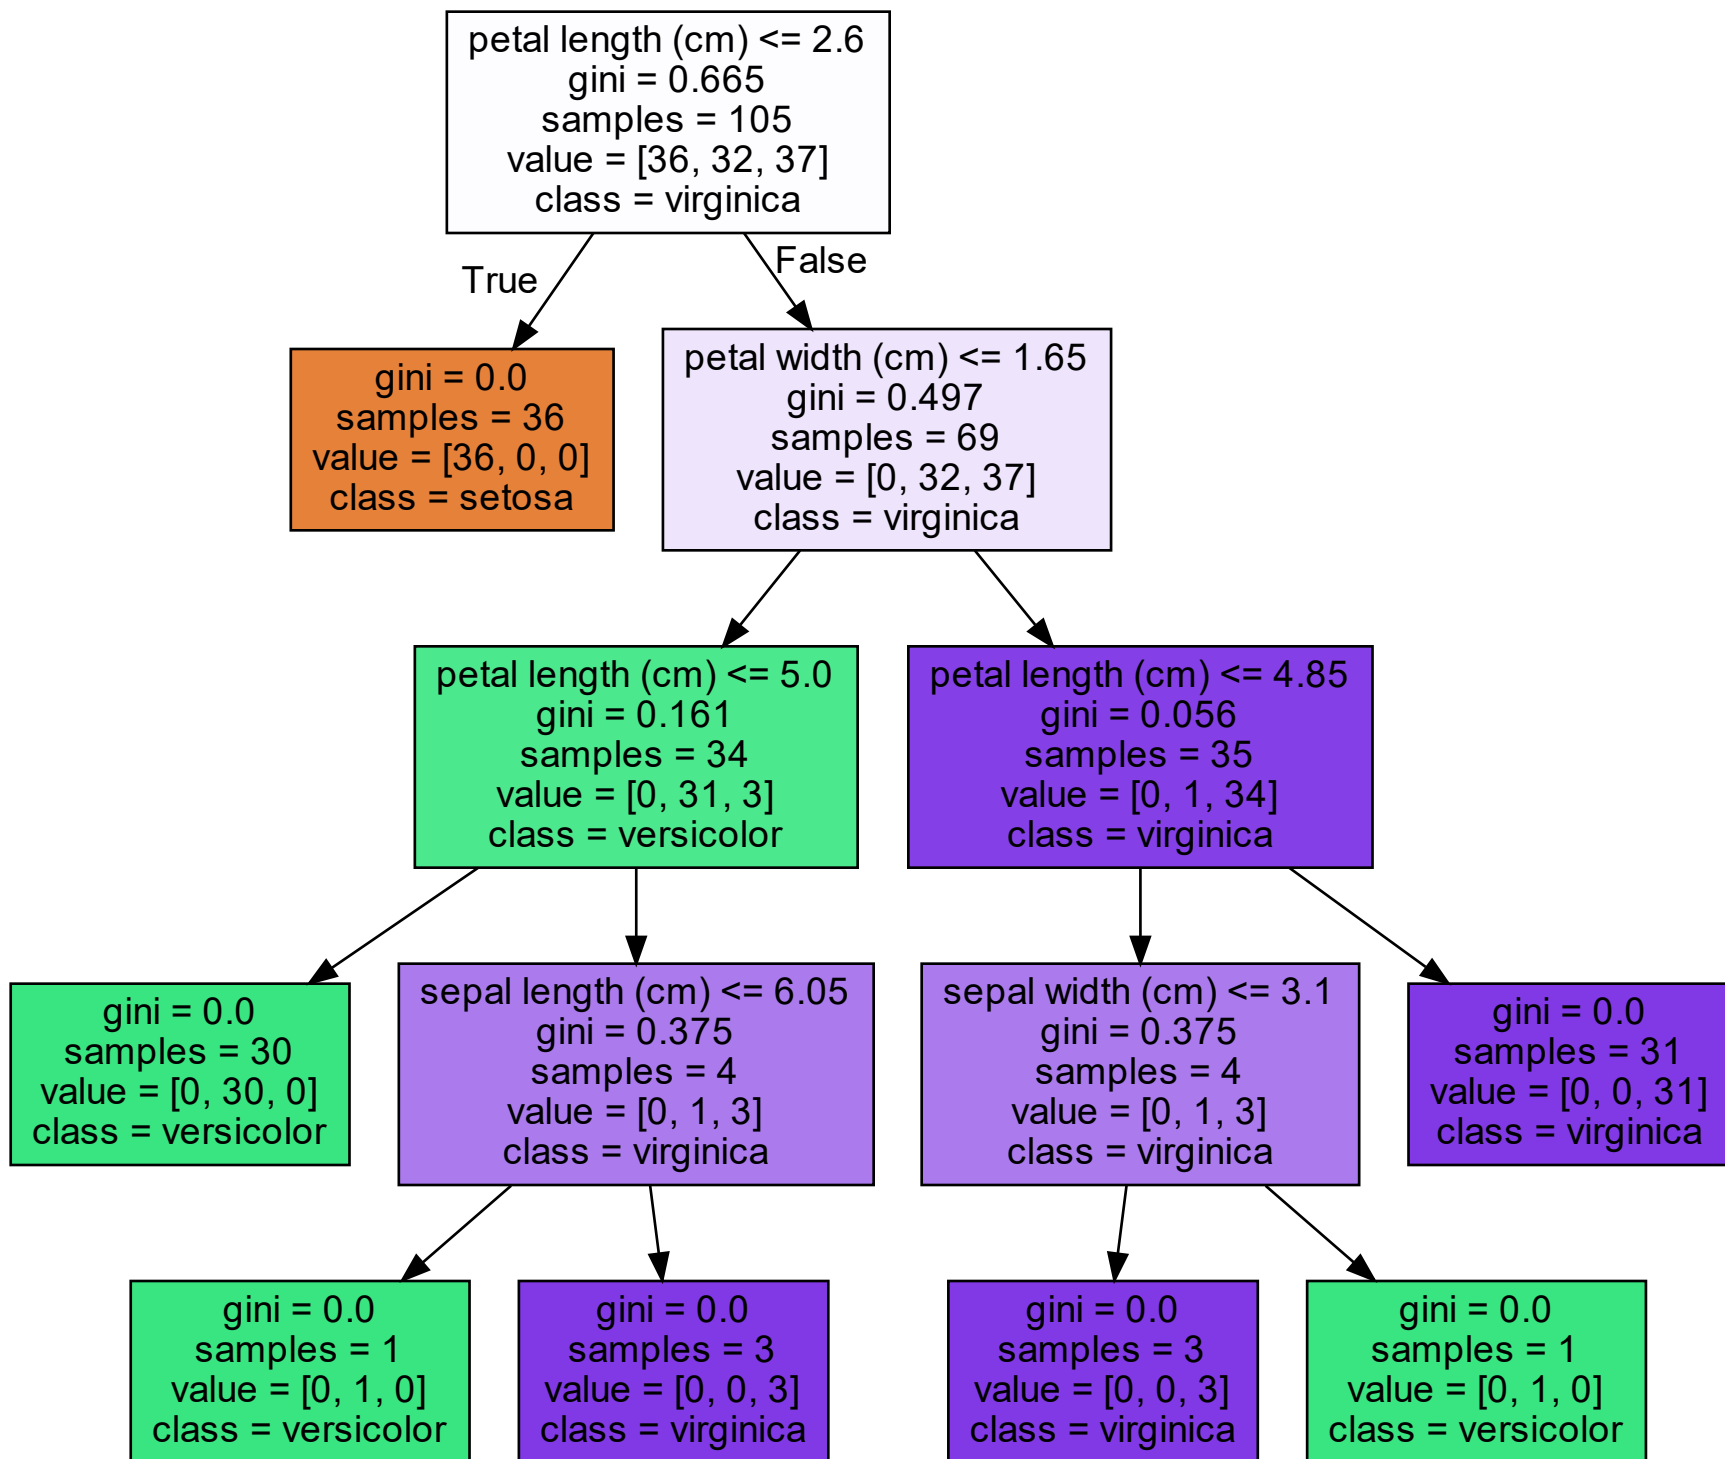 petal length (cm) <= 2.6
gini = 0.665
samples = 105
value = [36, 32, 37]
class = virginica
True
False
gini = 0.0
samples = 36
value = [36, 0, 0]
class = setosa
petal width (cm) <= 1.65
gini = 0.497
samples = 69
value = [0, 32, 37]
class = virginica
petal length (cm) <= 5.0
gini = 0.161
samples = 34
value = [0, 31, 3]
class = versicolor
petal length (cm) <= 4.85
gini = 0.056
samples = 35
value = [0, 1, 34]
class = virginica
gini = 0.0
samples = 30
value = [0, 30, 0]
class = versicolor
sepal length (cm) <= 6.05
gini = 0.375
samples = 4
value = [0, 1, 3]
class = virginica
sepal width (cm) <= 3.1
gini = 0.375
samples = 4
value = [0, 1, 3]
class = virginica
gini = 0.0
samples = 31
value = [0, 0, 31]
class = virginica
gini = 0.0
samples = 1
value = [0, 1, 0]
class = versicolor
gini = 0.0
samples = 3
value = [0, 0, 3]
class = virginica
gini = 0.0
samples = 3
value = [0, 0, 3]
class = virginica
gini = 0.0
samples = 1
value = [0, 1, 0]
class = versicolor